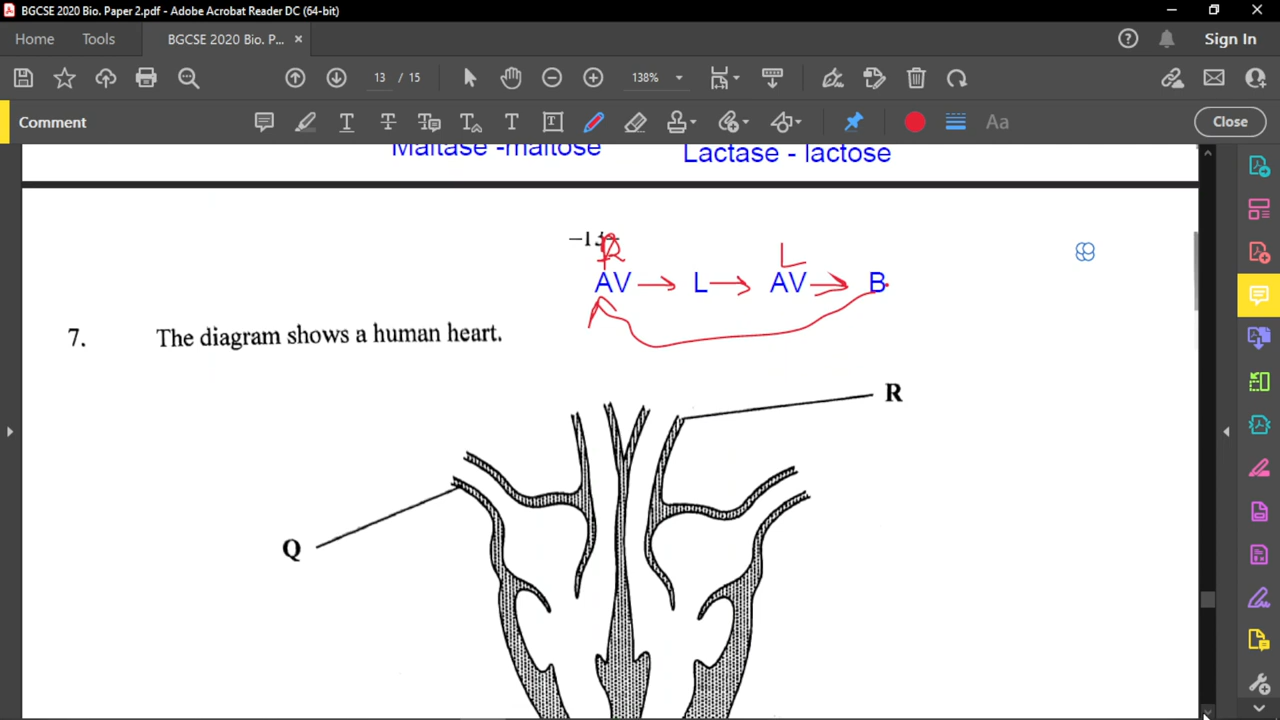 BGCSE 2020 Bio. Paper 2.pdf - Adobe Acrobat Reader DC (64-bit)
Home Tools BGCSE 2020 Bio. P... × Sign In
13 / 15 138%
Comment Close
Maltase -maltose Lactase - lactose
–13–
R L
AV → L → AV → B
7. The diagram shows a human heart.
R
Q